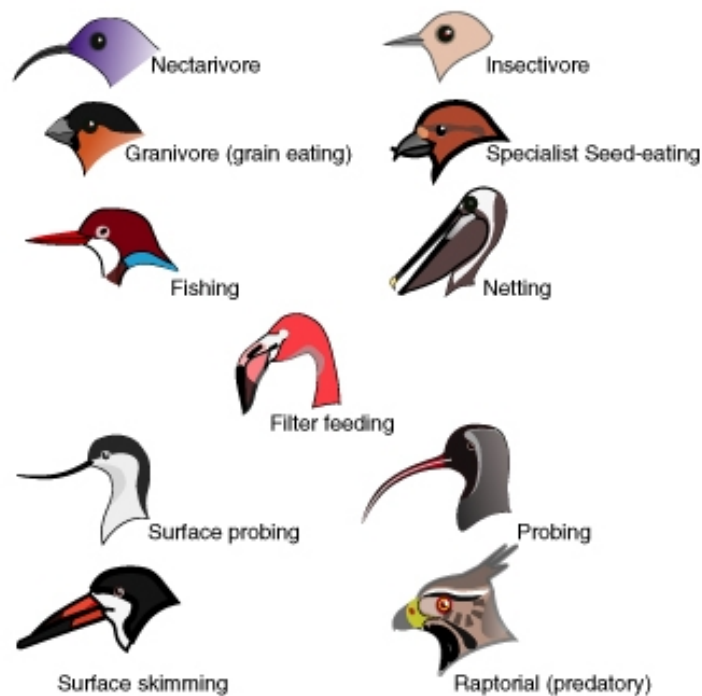 Nectarivore
Insectivore
Granivore (grain eating)
Specialist Seed-eating
Fishing
Netting
Filter feeding
Surface probing
Probing
Surface skimming
Raptorial (predatory)